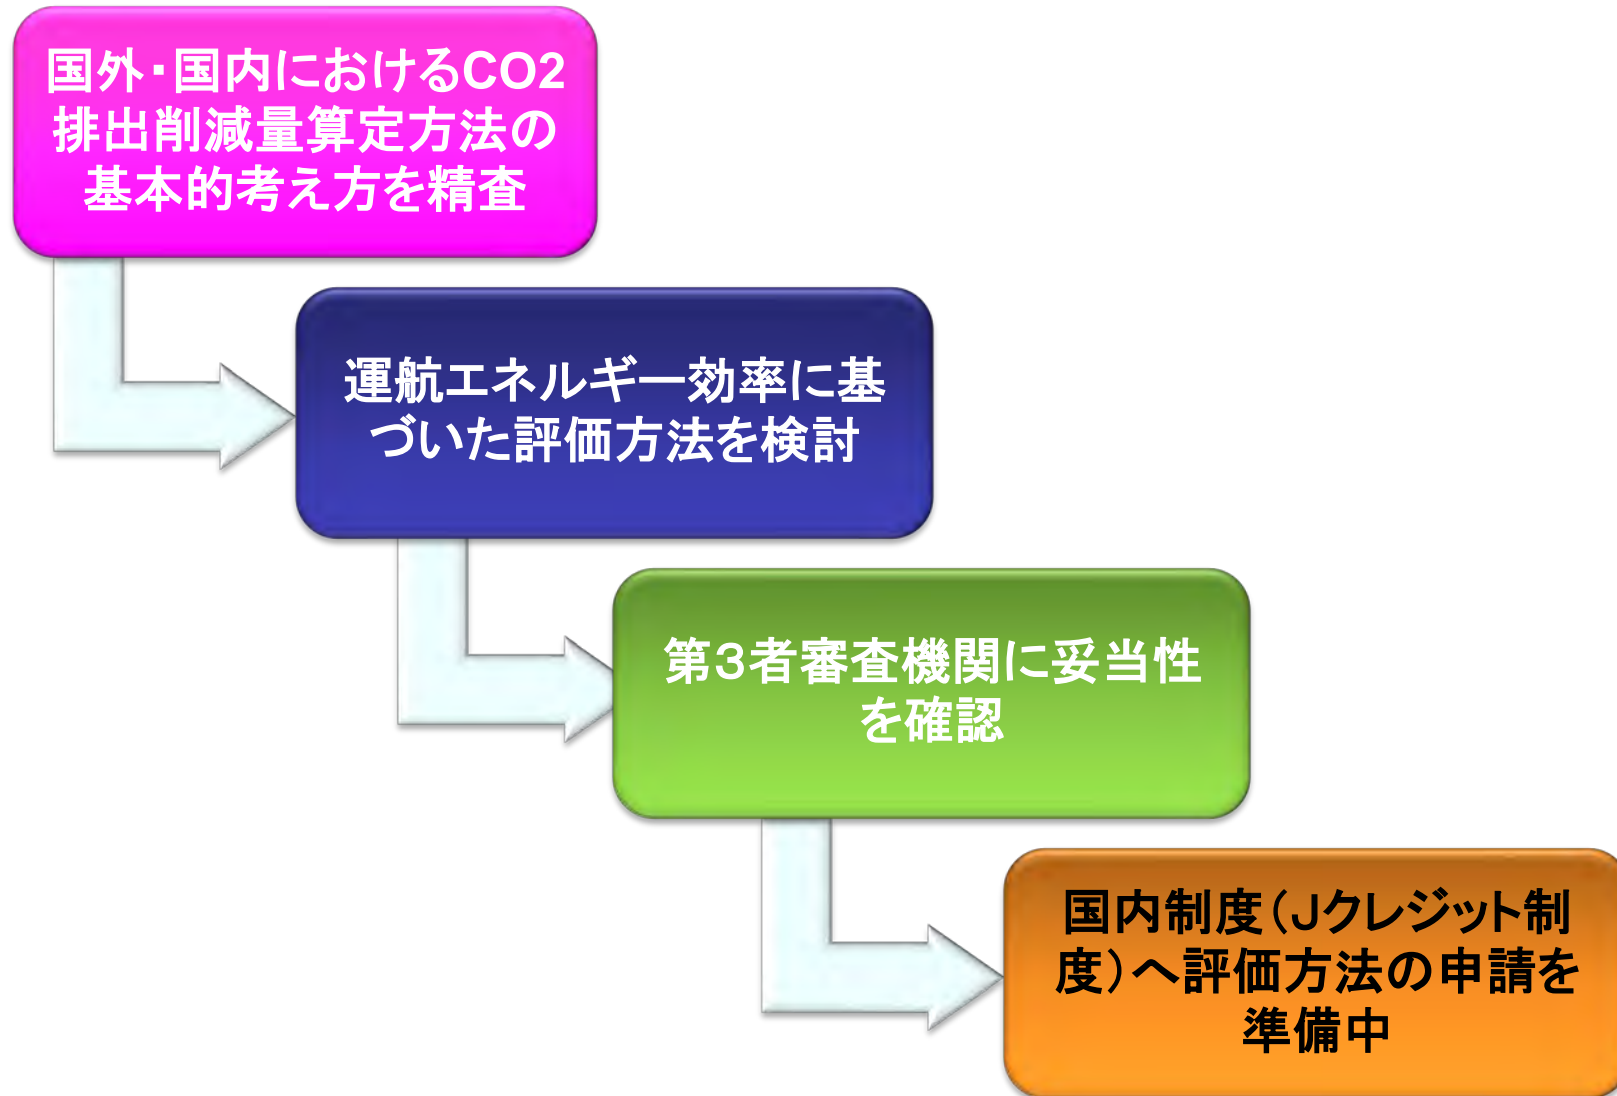 国外・国内におけるCO2
排出削減量算定方法の
基本的考え方を精査
運航エネルギー効率に基
づいた評価方法を検討
第３者審査機関に妥当性
を確認
国内制度（Jクレジット制
度）へ評価方法の申請を
準備中